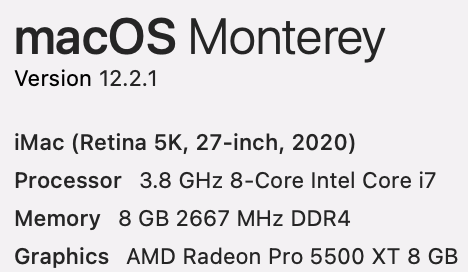 macOS Monterey
Version 12.2.1
iMac (Retina 5K, 27-inch, 2020)
Processor 3.8 GHz 8-Core Intel Core i7
Memory 8 GB 2667 MHz DDR4
Graphics AMD Radeon Pro 5500 XT 8 GB